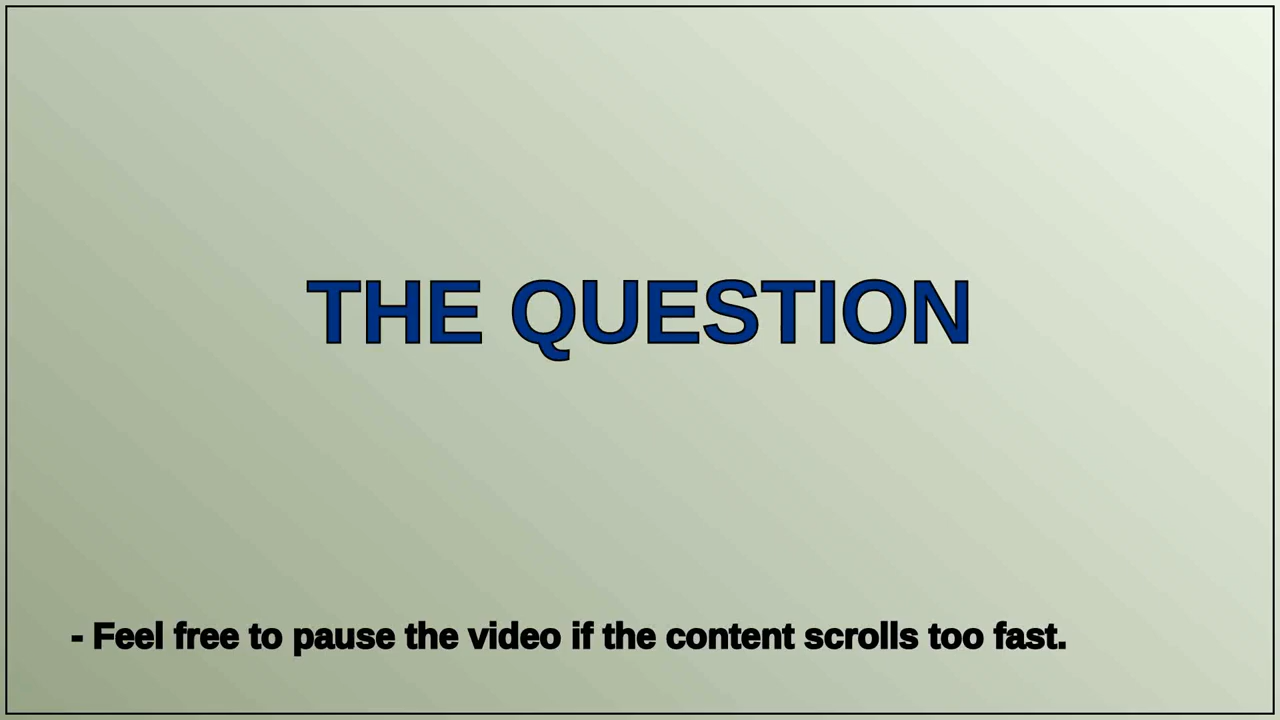 THE QUESTION
- Feel free to pause the video if the content scrolls too fast.